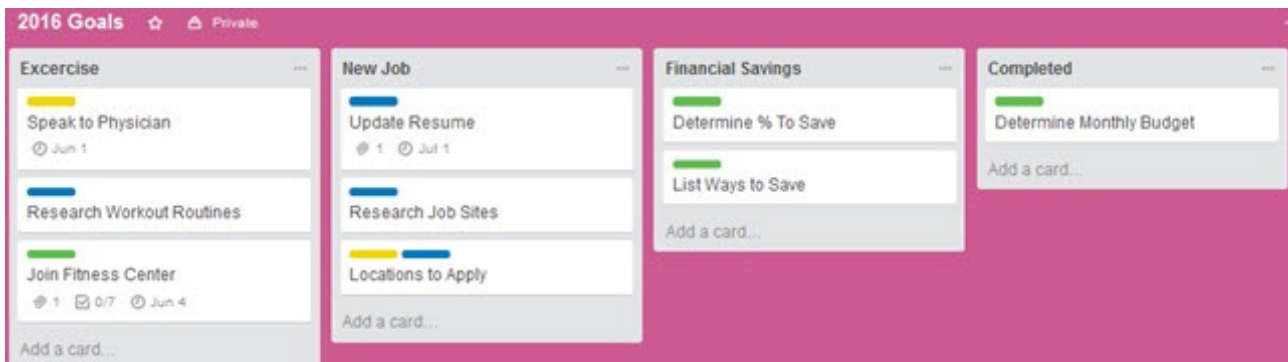 2016 Goals Private
Excercise
Speak to Physician
Jun 1
Research Workout Routines
Join Fitness Center
1 0/7 Jun 4
Add a card...
New Job
Update Resume
1 Jul 1
Research Job Sites
Locations to Apply
Add a card...
Financial Savings
Determine % To Save
List Ways to Save
Add a card...
Completed
Determine Monthly Budget
Add a card...